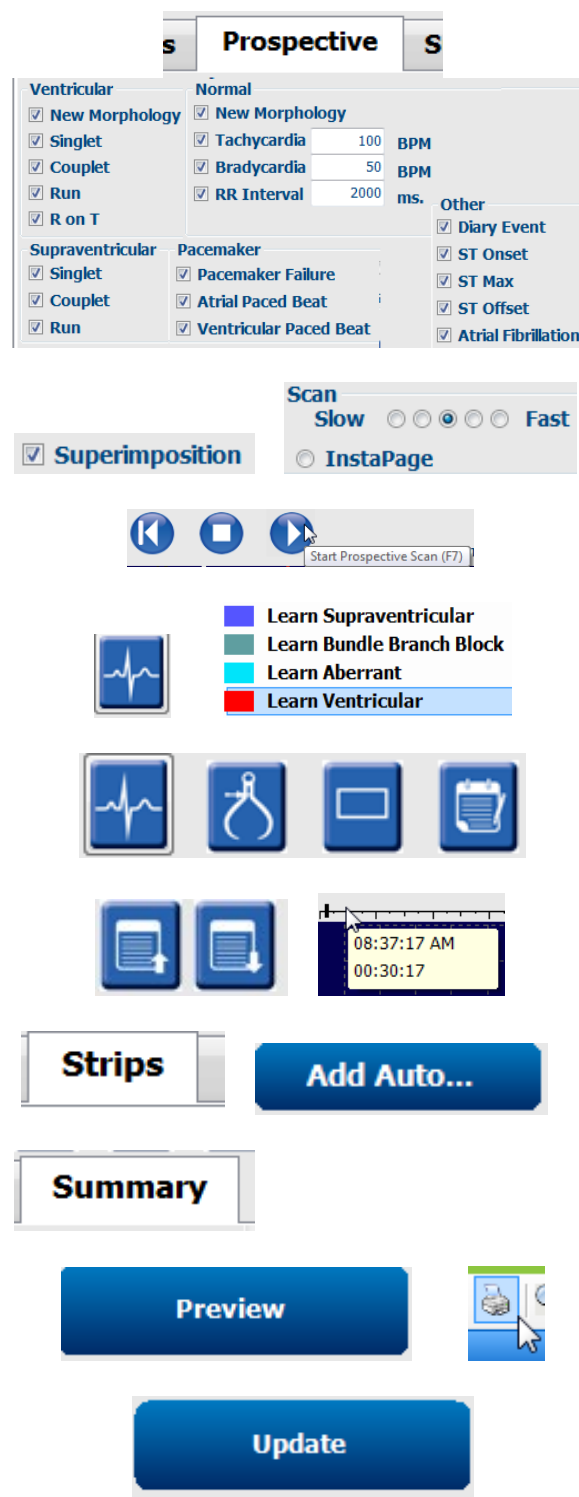 s Prospective S
Ventricular
New Morphology
Singlet
Couplet
Run
R on T
Normal
New Morphology
Tachycardia 100 BPM
Bradycardia 50 BPM
RR Interval 2000 ms.
Supraventricular
Singlet
Couplet
Run
Pacemaker
Pacemaker Failure
Atrial Paced Beat
Ventricular Paced Beat
Other
Diary Event
ST Onset
ST Max
ST Offset
Atrial Fibrillation
Superimposition
Scan
Slow Fast
InstaPage
Start Prospective Scan (F7)
Learn Supraventricular
Learn Bundle Branch Block
Learn Aberrant
Learn Ventricular
08:37:17 AM
00:30:17
Strips
Add Auto...
Summary
Preview
Update